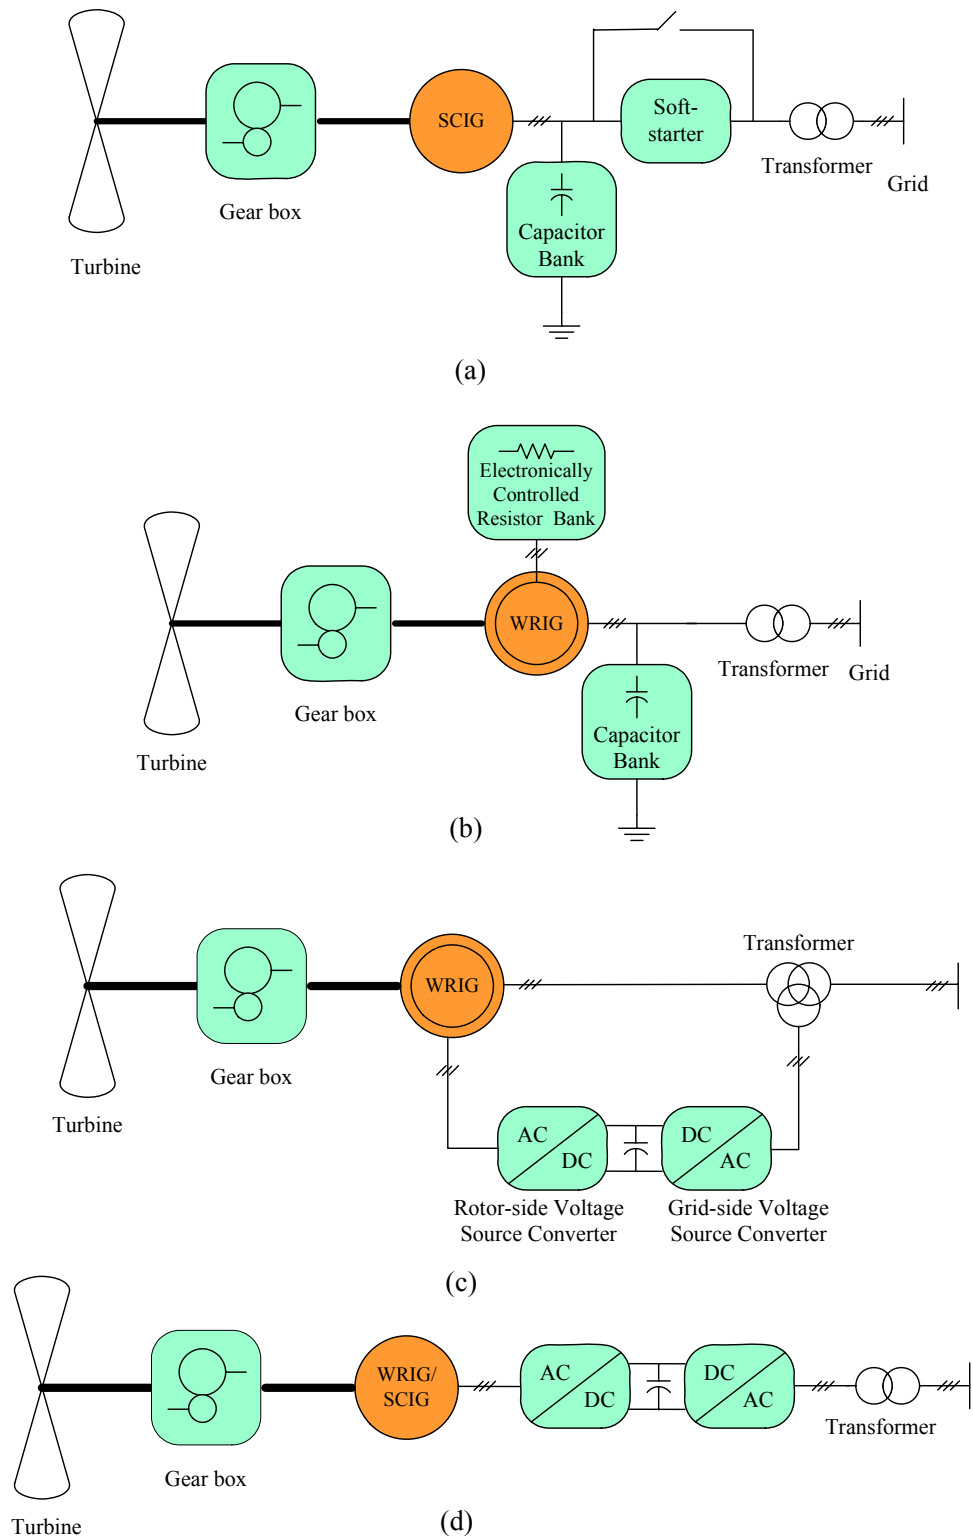 SCIG
Soft-
starter
Transformer
Grid
Gear box
Capacitor
Bank
Turbine
(a)
Electronically
Controlled
Resistor Bank
WRIG
Transformer
Grid
Gear box
Capacitor
Bank
Turbine
(b)
Transformer
WRIG
Gear box
Turbine
AC
DC
DC
AC
Rotor-side Voltage
Source Converter
Grid-side Voltage
Source Converter
(c)
WRIG/
SCIG
AC
DC
DC
AC
Transformer
Gear box
Turbine
(d)